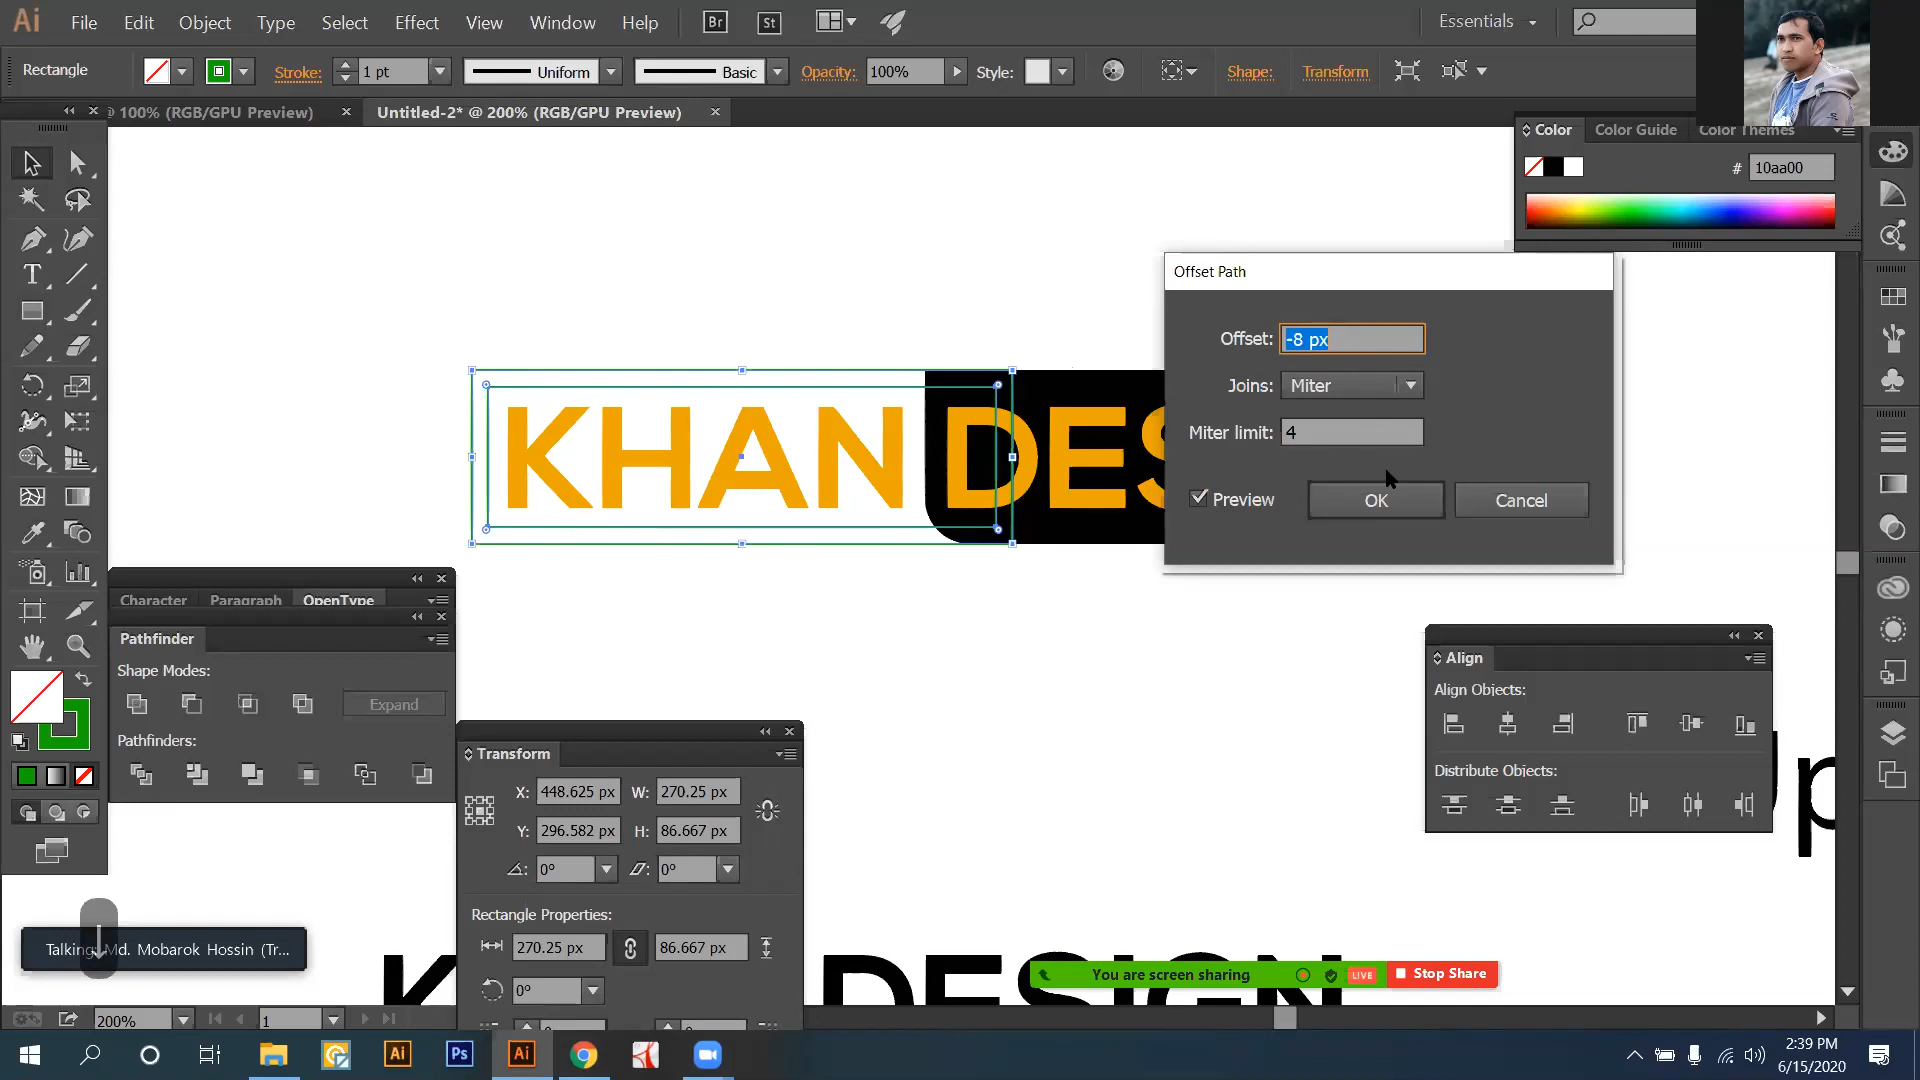 Ai File Edit Object Type Select Effect View Window Help Br St Essentials
Rectangle Stroke: 1 pt Uniform Basic Opacity: 100% Style: Shape: Transform
@ 100% (RGB/GPU Preview) Untitled-2* @ 200% (RGB/GPU Preview)
Color Color Guide Color Themes
# 10aa00
Offset Path
Offset: -8 px
Joins: Miter
Miter limit: 4
Preview OK Cancel
KHAN DES
Character Paragraph OpenType
Pathfinder
Shape Modes:
Expand
Pathfinders:
Align
Align Objects:
Distribute Objects:
Transform
X: 448.625 px W: 270.25 px
Y: 296.582 px H: 86.667 px
0° 0°
Rectangle Properties:
270.25 px 86.667 px
0°
Talking: Md. Mobarok Hossin (Tr...
DESIGN
You are screen sharing LIVE Stop Share
200% 1
Ai Ps Ai
2:39 PM
6/15/2020